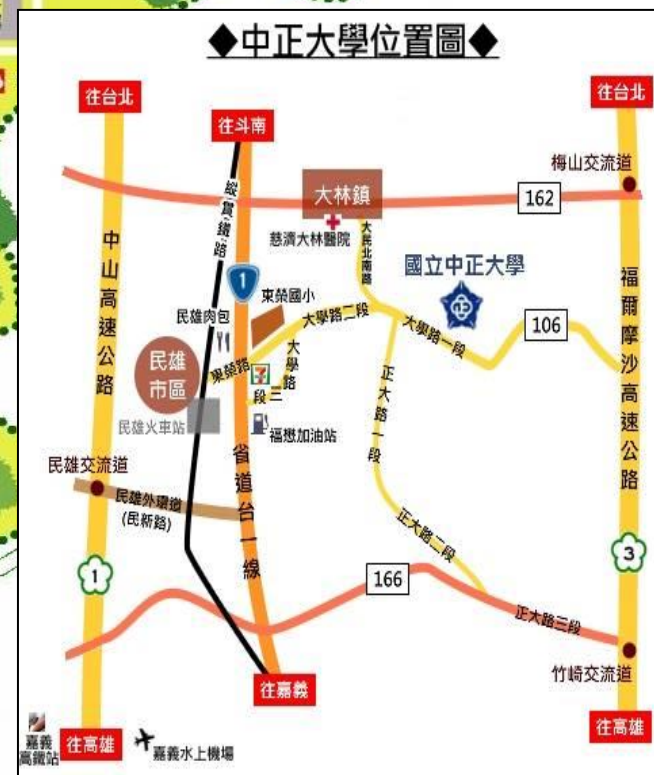 ◆中正大學位置圖◆
往台北
往斗南
往台北
梅山交流道
大林鎮
162
縱貫鐵路
慈濟大林醫院
大民北南路
國立中正大學
中山高速公路
1
東榮國小
民雄肉包
大學路二段
大學路一段
106
福爾摩沙高速公路
民雄
市區
東榮路
7
大學路
三段
正大路一段
民雄火車站
福懋加油站
民雄交流道
省道台一線
民雄外環道
(民新路)
正大路二段
1
166
3
正大路三段
竹崎交流道
往嘉義
嘉義
高鐵站
往高雄
嘉義水上機場
往高雄